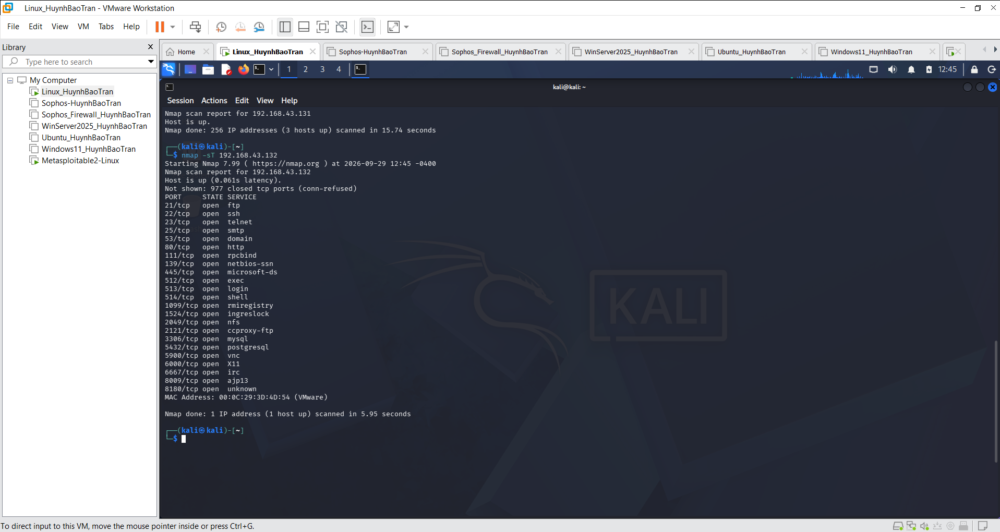 Linux_HuynhBaoTran - VMware Workstation
File Edit View VM Tabs Help
Library
Type here to search
My Computer
Linux_HuynhBaoTran
Sophos-HuynhBaoTran
Sophos_Firewall_HuynhBaoTran
WinServer2025_HuynhBaoTran
Ubuntu_HuynhBaoTran
Windows11_HuynhBaoTran
Metasploitable2-Linux
Home Linux_HuynhBaoTran Sophos-HuynhBaoTran Sophos_Firewall_HuynhBaoTran WinServer2025_HuynhBaoTran Ubuntu_HuynhBaoTran Windows11_HuynhBaoTran
1 2 3 4 12:45
kali@kali: ~
Session Actions Edit View Help
Nmap scan report for 192.168.43.131
Host is up.
Nmap done: 256 IP addresses (3 hosts up) scanned in 15.74 seconds
┌──(kali㉿kali)-[~]
└─$ nmap -sT 192.168.43.132
Starting Nmap 7.99 ( https://nmap.org ) at 2026-09-29 12:45 -0400
Nmap scan report for 192.168.43.132
Host is up (0.061s latency).
Not shown: 977 closed tcp ports (conn-refused)
PORT STATE SERVICE
21/tcp open ftp
22/tcp open ssh
23/tcp open telnet
25/tcp open smtp
53/tcp open domain
80/tcp open http
111/tcp open rpcbind
139/tcp open netbios-ssn
445/tcp open microsoft-ds
512/tcp open exec
513/tcp open login
514/tcp open shell
1099/tcp open rmiregistry
1524/tcp open ingreslock
2049/tcp open nfs
2121/tcp open ccproxy-ftp
3306/tcp open mysql
5432/tcp open postgresql
5900/tcp open vnc
6000/tcp open X11
6667/tcp open irc
8009/tcp open ajp13
8180/tcp open unknown
MAC Address: 00:0C:29:3D:4D:54 (VMware)
Nmap done: 1 IP address (1 host up) scanned in 5.95 seconds
┌──(kali㉿kali)-[~]
└─$
KALI
To direct input to this VM, move the mouse pointer inside or press Ctrl+G.